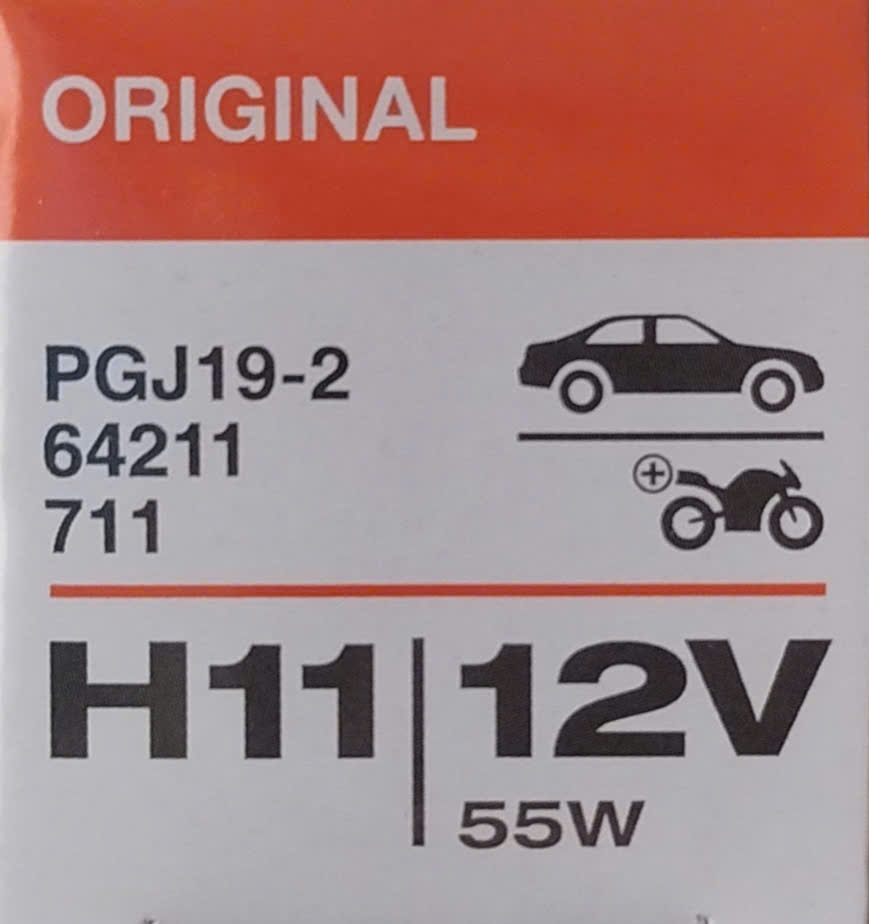 ORIGINAL
PGJ19-2
64211
711
H11 12V
55W